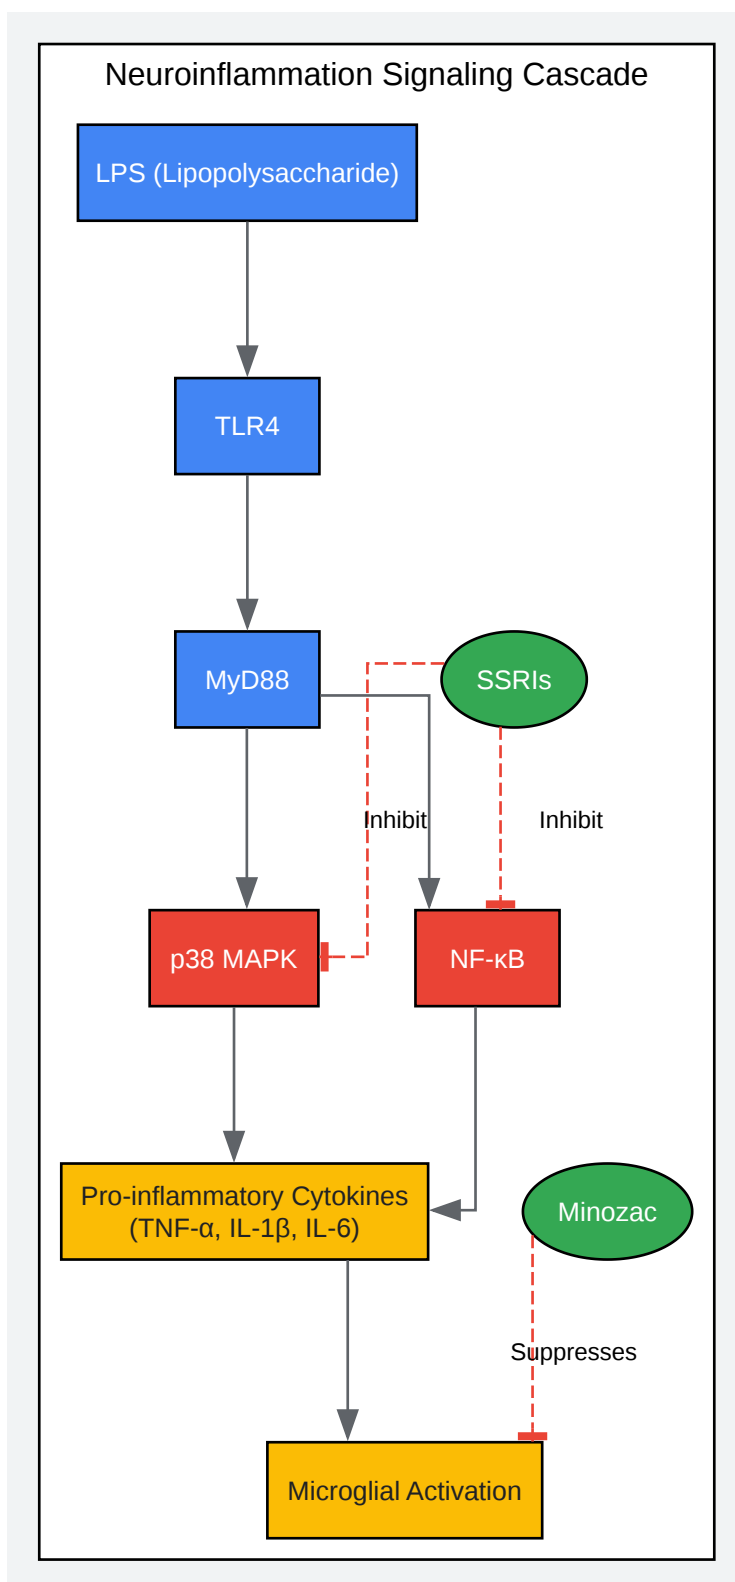 Neuroinflammation Signaling Cascade
LPS (Lipopolysaccharide)
TLR4
MyD88
SSRIs
Inhibit
Inhibit
p38 MAPK
NF-κB
Pro-inflammatory Cytokines
(TNF-α, IL-1β, IL-6)
Minozac
Suppresses
Microglial Activation